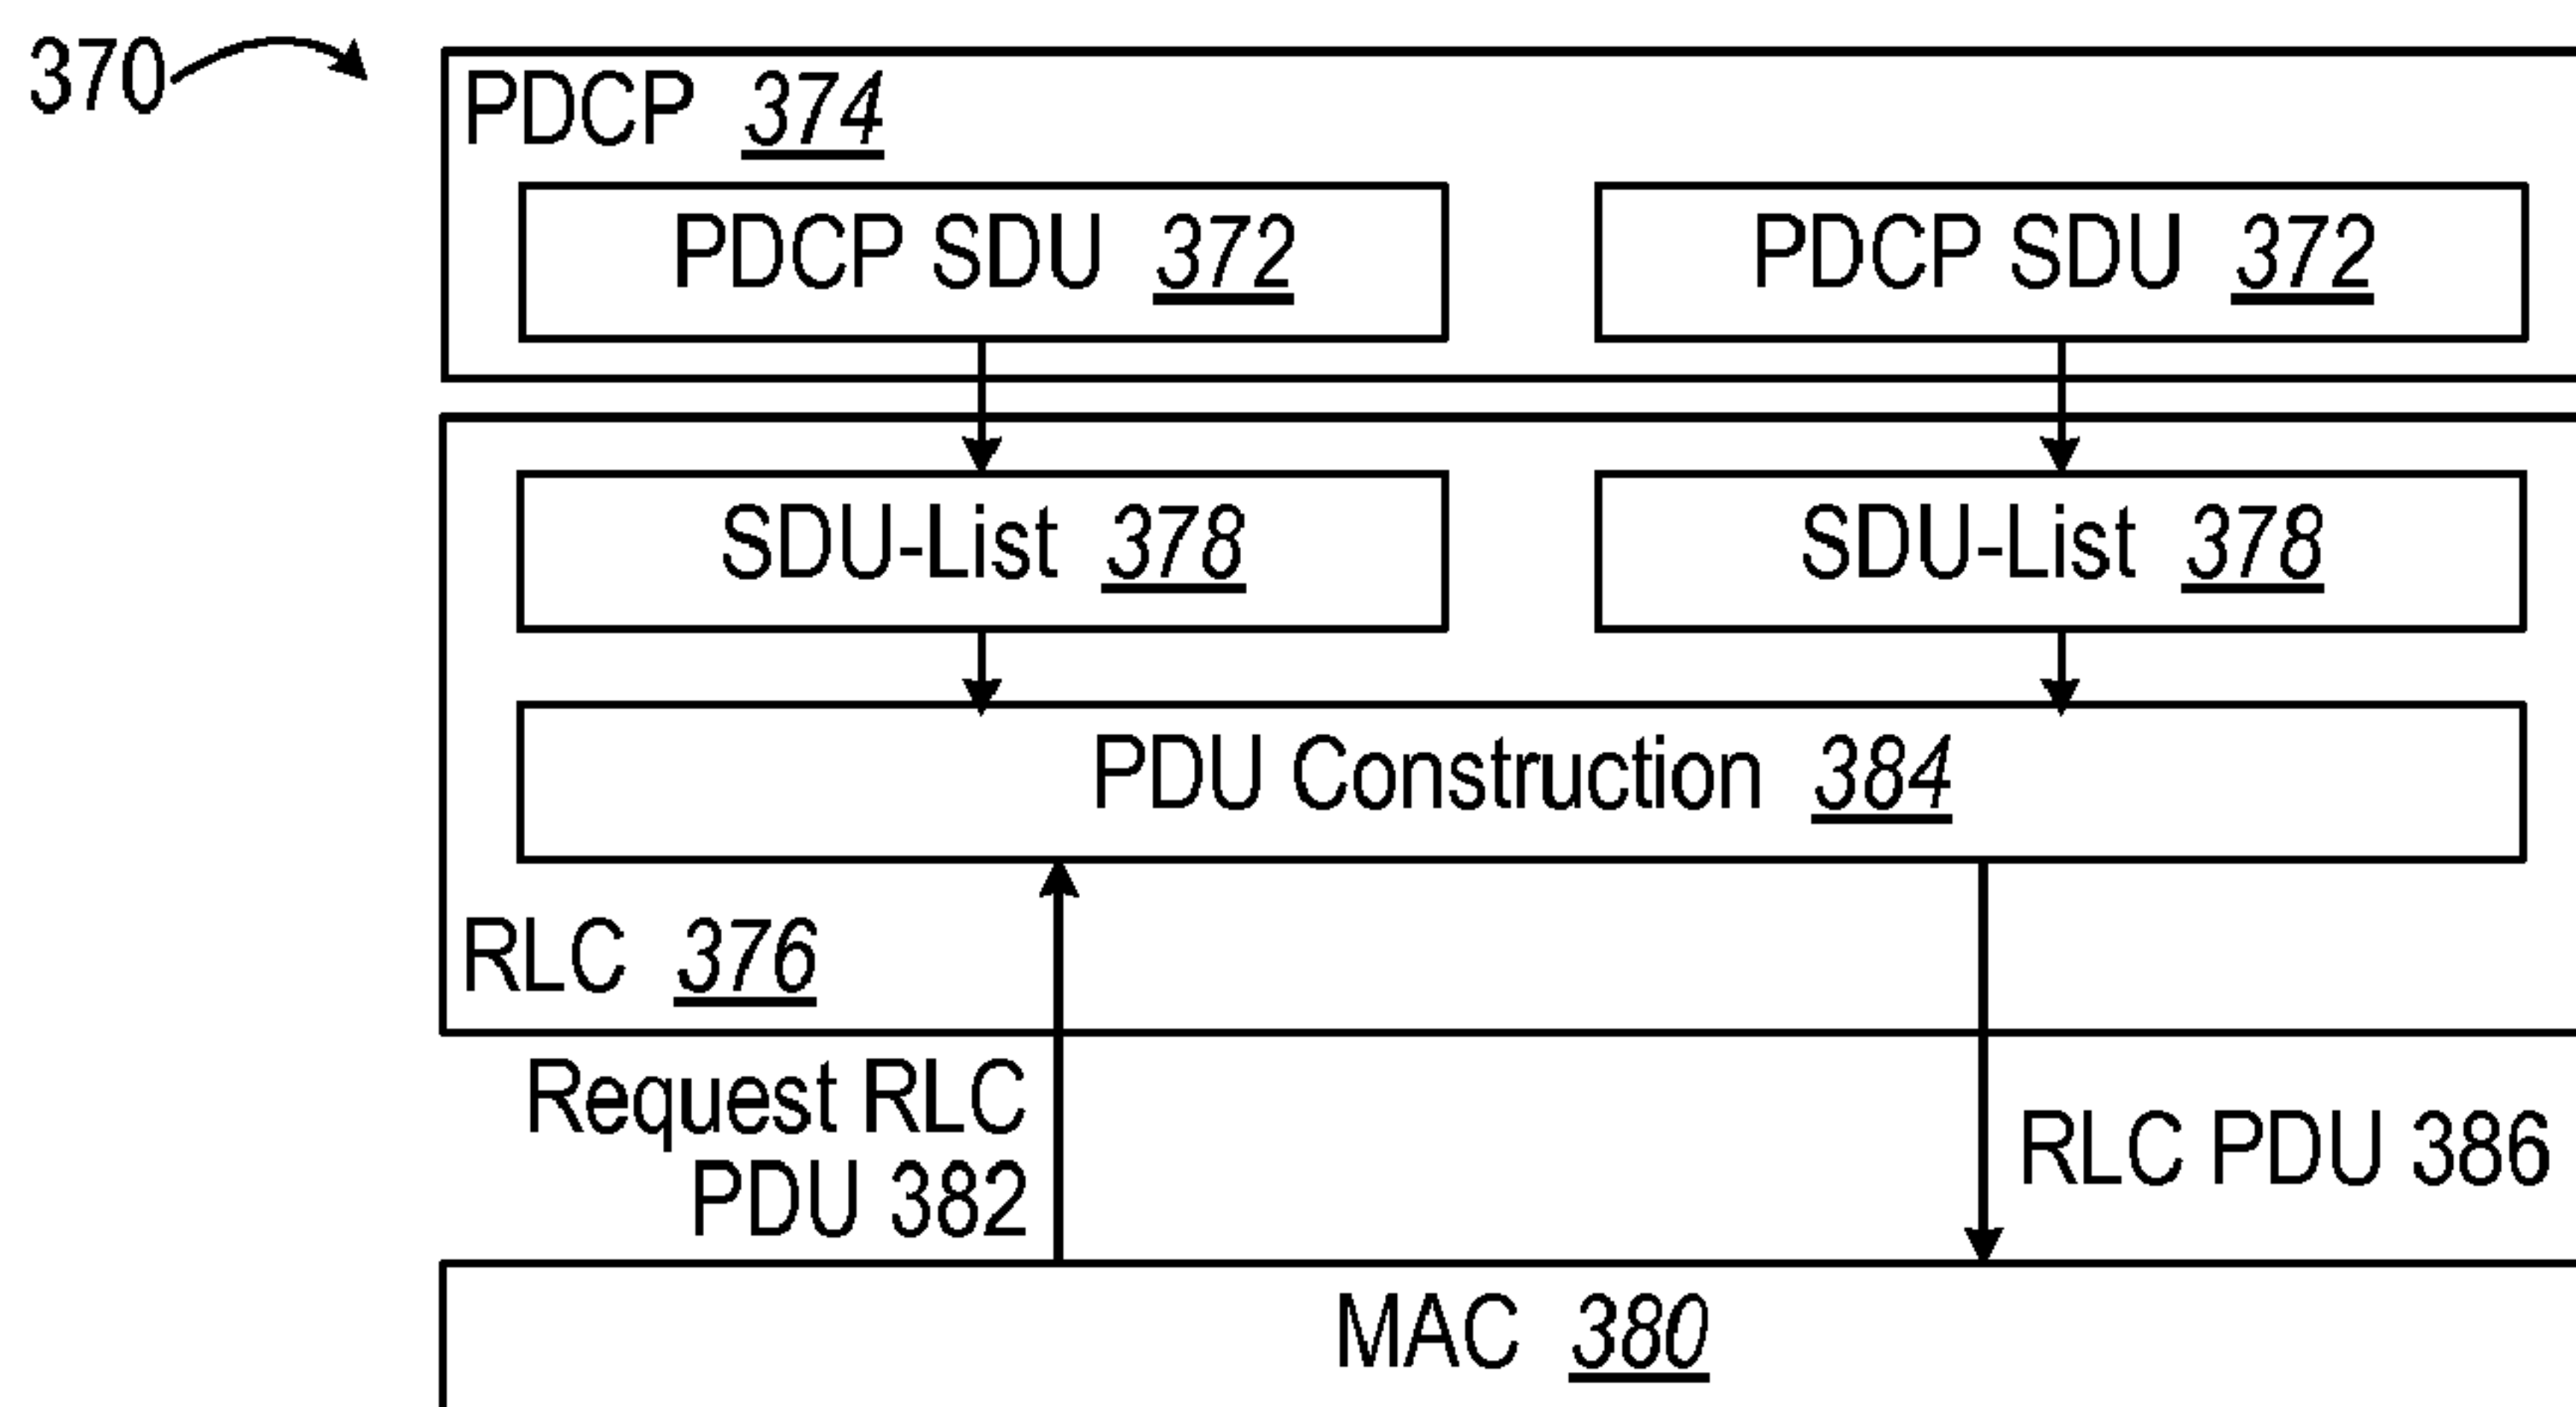 370
PDCP 374
PDCP SDU 372
PDCP SDU 372
SDU-List 378
SDU-List 378
PDU Construction 384
RLC 376
Request RLC
PDU 382
RLC PDU 386
MAC 380